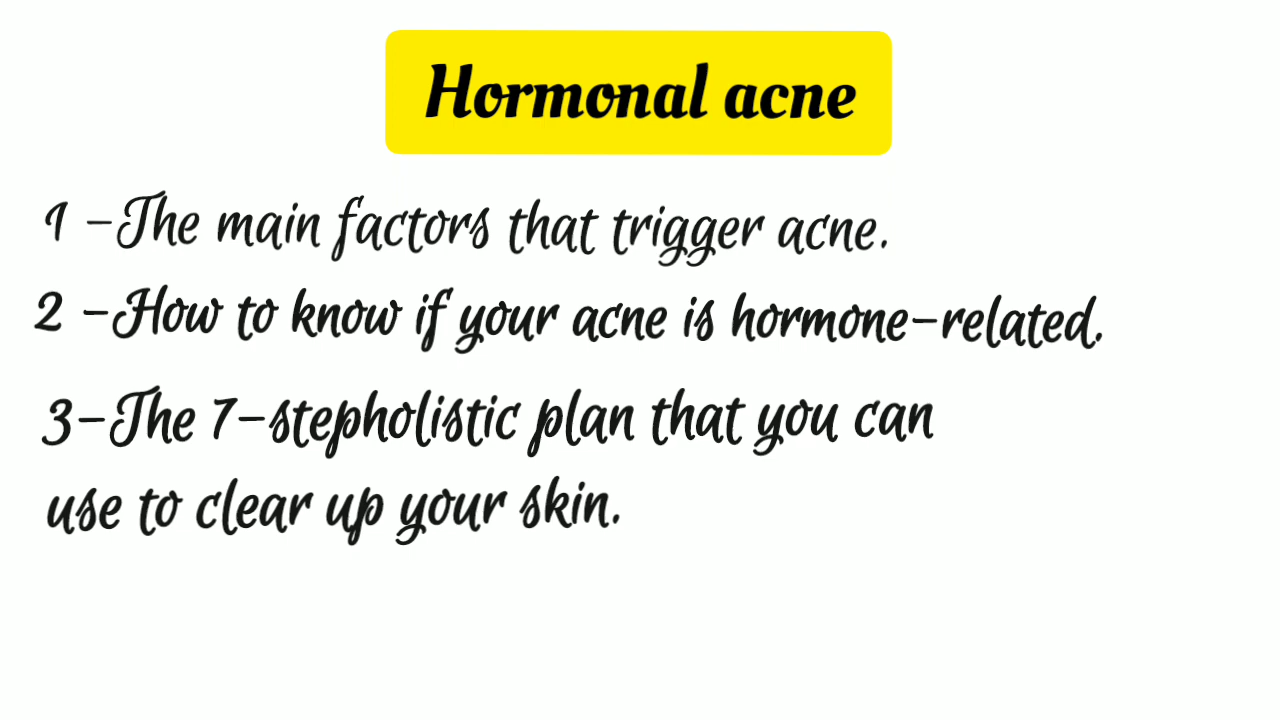 Hormonal acne
1 -The main factors that trigger acne.
2 -How to know if your acne is hormone-related.
3-The 7-stepholistic plan that you can
use to clear up your skin.